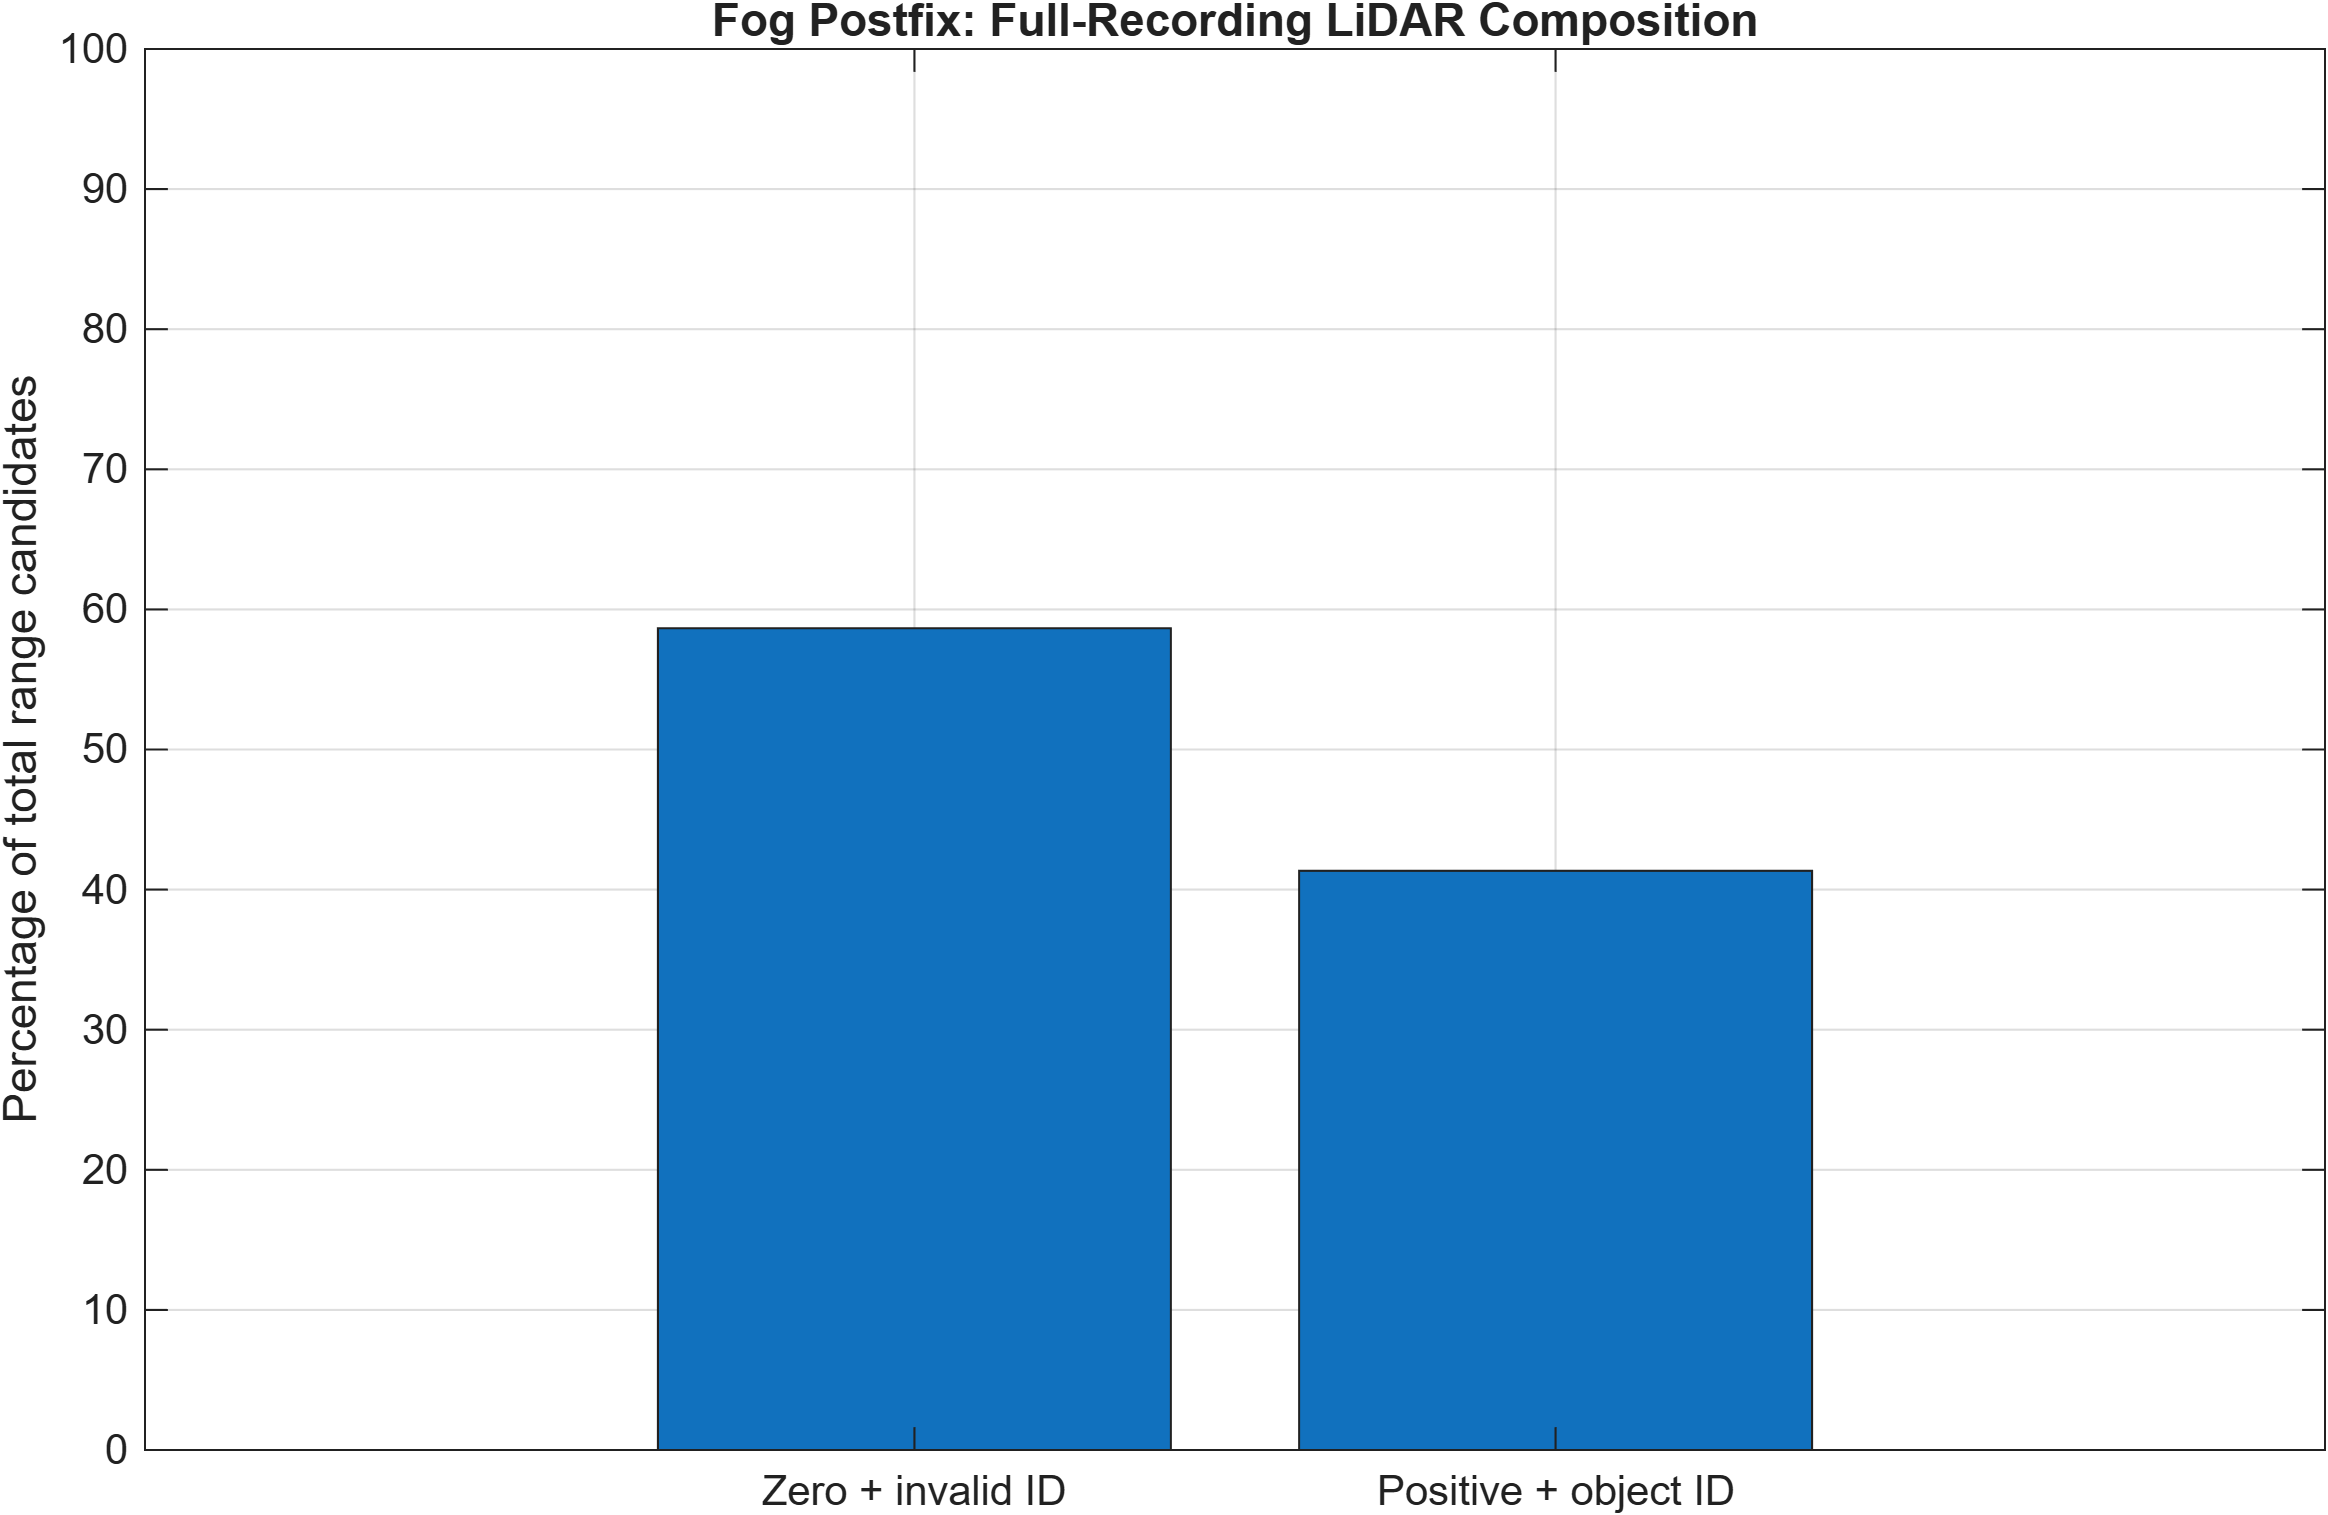 Fog Postfix: Full-Recording LiDAR Composition
Percentage of total range candidates
100
90
80
70
60
50
40
30
20
10
0
Zero + invalid ID
Positive + object ID